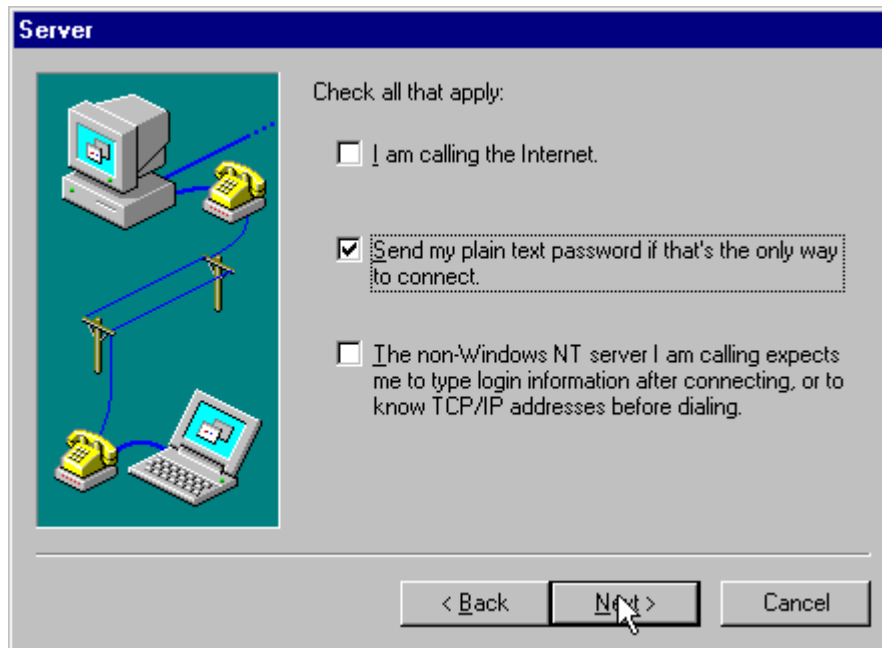 Server
Check all that apply:
I am calling the Internet.
Send my plain text password if that's the only way
to connect.
The non-Windows NT server I am calling expects
me to type login information after connecting, or to
know TCP/IP addresses before dialing.
< Back
Next >
Cancel